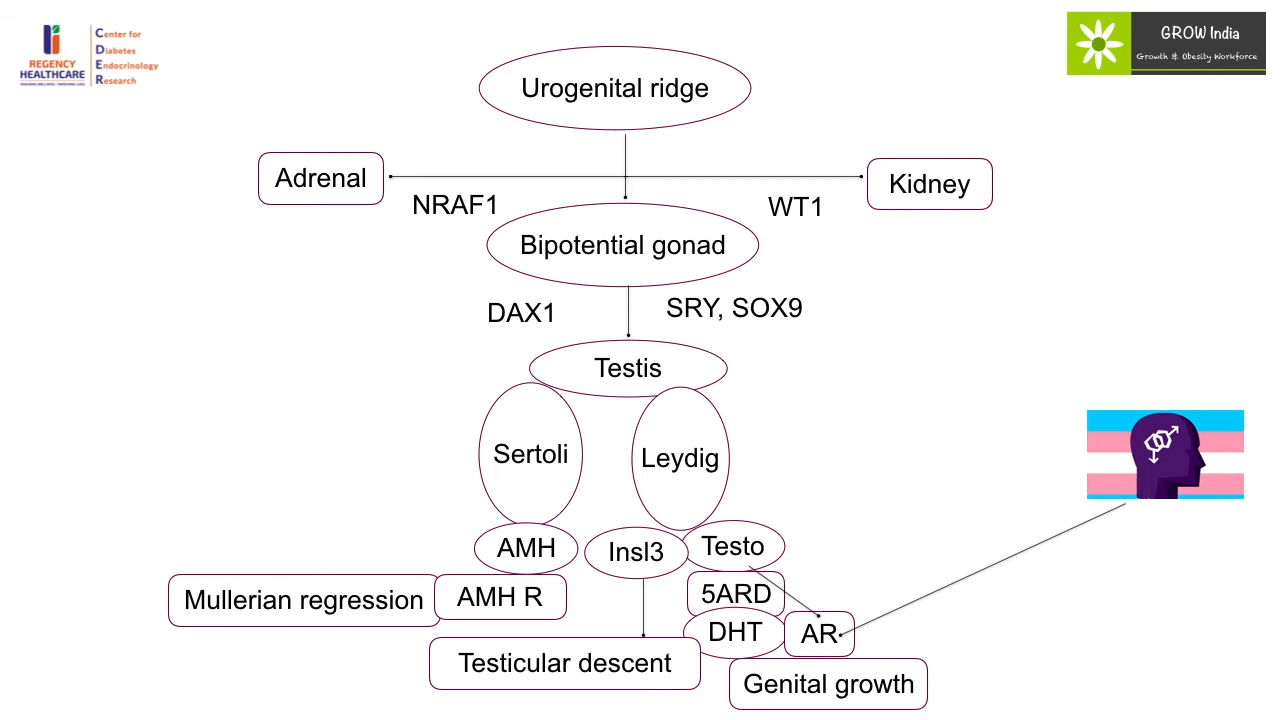 REGENCY
HEALTHCARE
Center for
Diabetes
Endocrinology
Research
C
D
E
R
GROW India
Growth & Obesity Workforce
Urogenital ridge
Adrenal
Kidney
NRAF1
WT1
Bipotential gonad
DAX1
SRY, SOX9
Testis
Sertoli
Leydig
AMH
Insl3
Testo
Mullerian regression
AMH R
5ARD
DHT
AR
Testicular descent
Genital growth